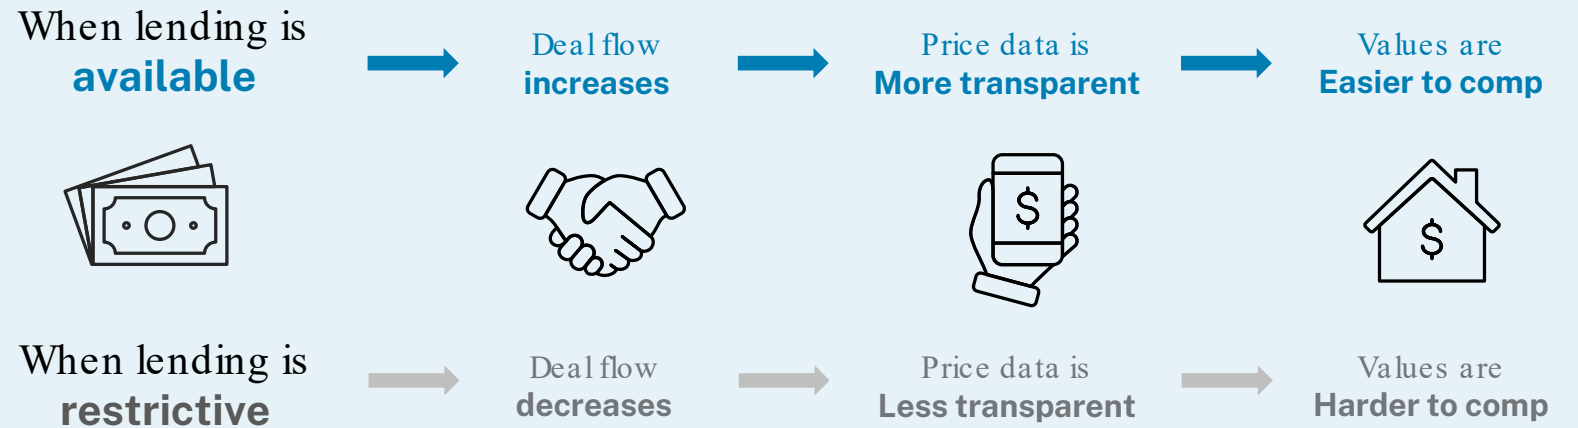 When lending is
available
Deal flow
increases
Price data is
More transparent
Values are
Easier to comp
$
$
When lending is
restrictive
Deal flow
decreases
Price data is
Less transparent
Values are
Harder to comp